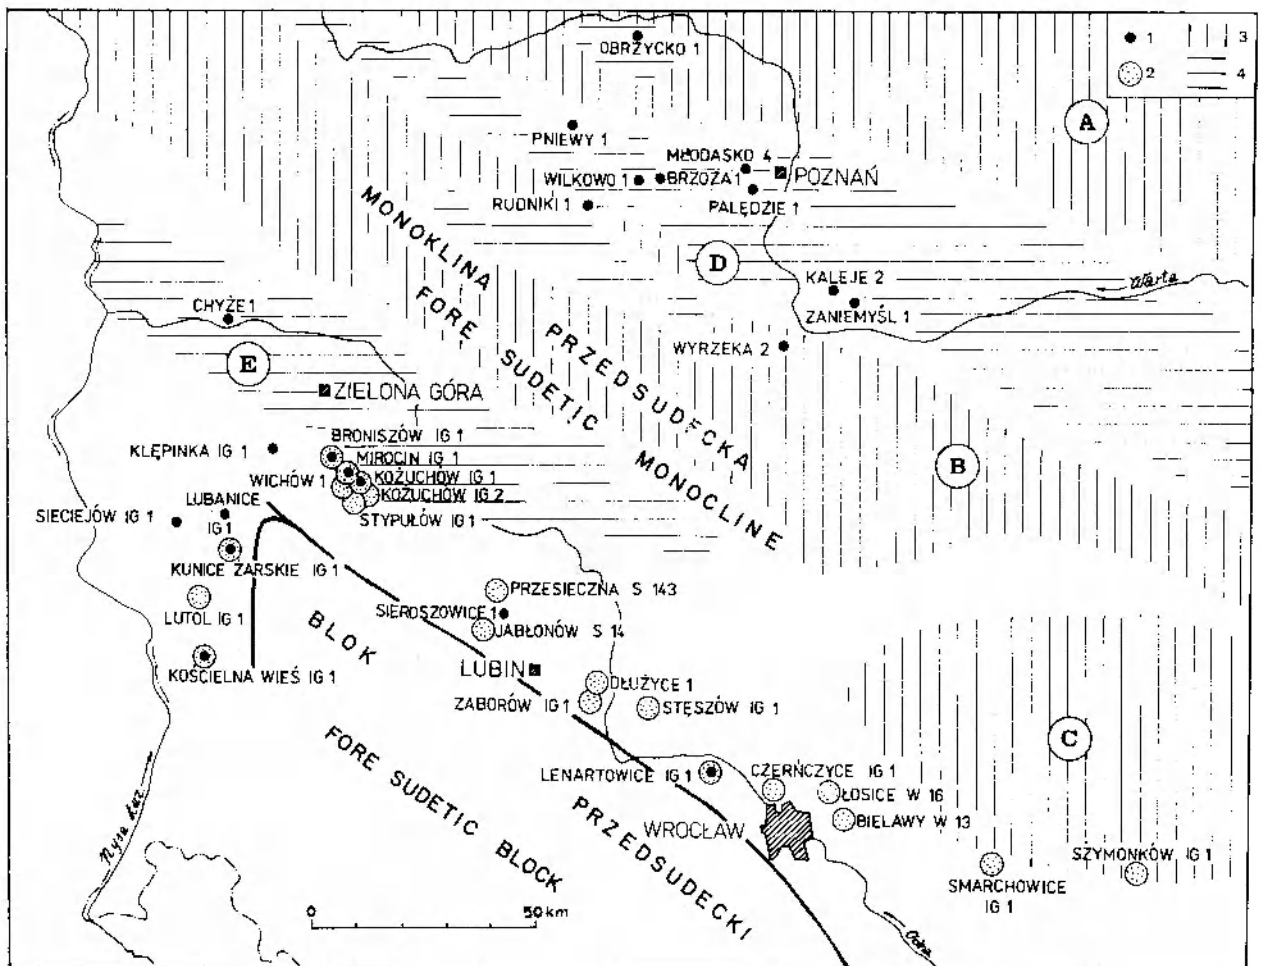 OBRZYCKO 1
1
3
2
4
A
PNIEWY 1
MŁODASKO 4
POZNAŃ
WILKOWO 1
BRZOZA 1
RUDNIKI 1
PALĘDZIE 1
MONOKLINA
PRZEDSUDECKA
FORE SUDETIC MONOCLINE
D
KALEJE 2
Warta
ZANIEMYŚL 1
CHYŻE 1
WYRZEKA 2
E
ZIELONA GÓRA
BRONISZÓW IG 1
KŁĘPINKA IG 1
MIROCIN IG 1
B
WICHÓW 1
KOŻUCHÓW IG 1
LUBANICE
IG 1
KOŻUCHÓW IG 2
SIECIEJÓW IG 1
STYPUŁÓW IG 1
KUNICE ŻARSKIE IG 1
PRZESIECZNA S 143
LUTOL IG 1
SIEROSZOWICE 1
BLOK
JABŁONÓW S 14
KOŚCIELNA WIEŚ IG 1
LUBIN
DŁUŻYCE 1
ZABORÓW IG 1
STĘSZÓW IG 1
C
FORE SUDETIC BLOCK
PRZEDSUDECKI
LENARTOWICE IG 1
CZERŃCZYCE IG 1
ŁOSICE W 16
WROCŁAW
BIELAWY W 13
Nysa Łuż.
SZYMONKÓW IG 1
SMARCHOWICE
IG 1
0
50 km
Odra